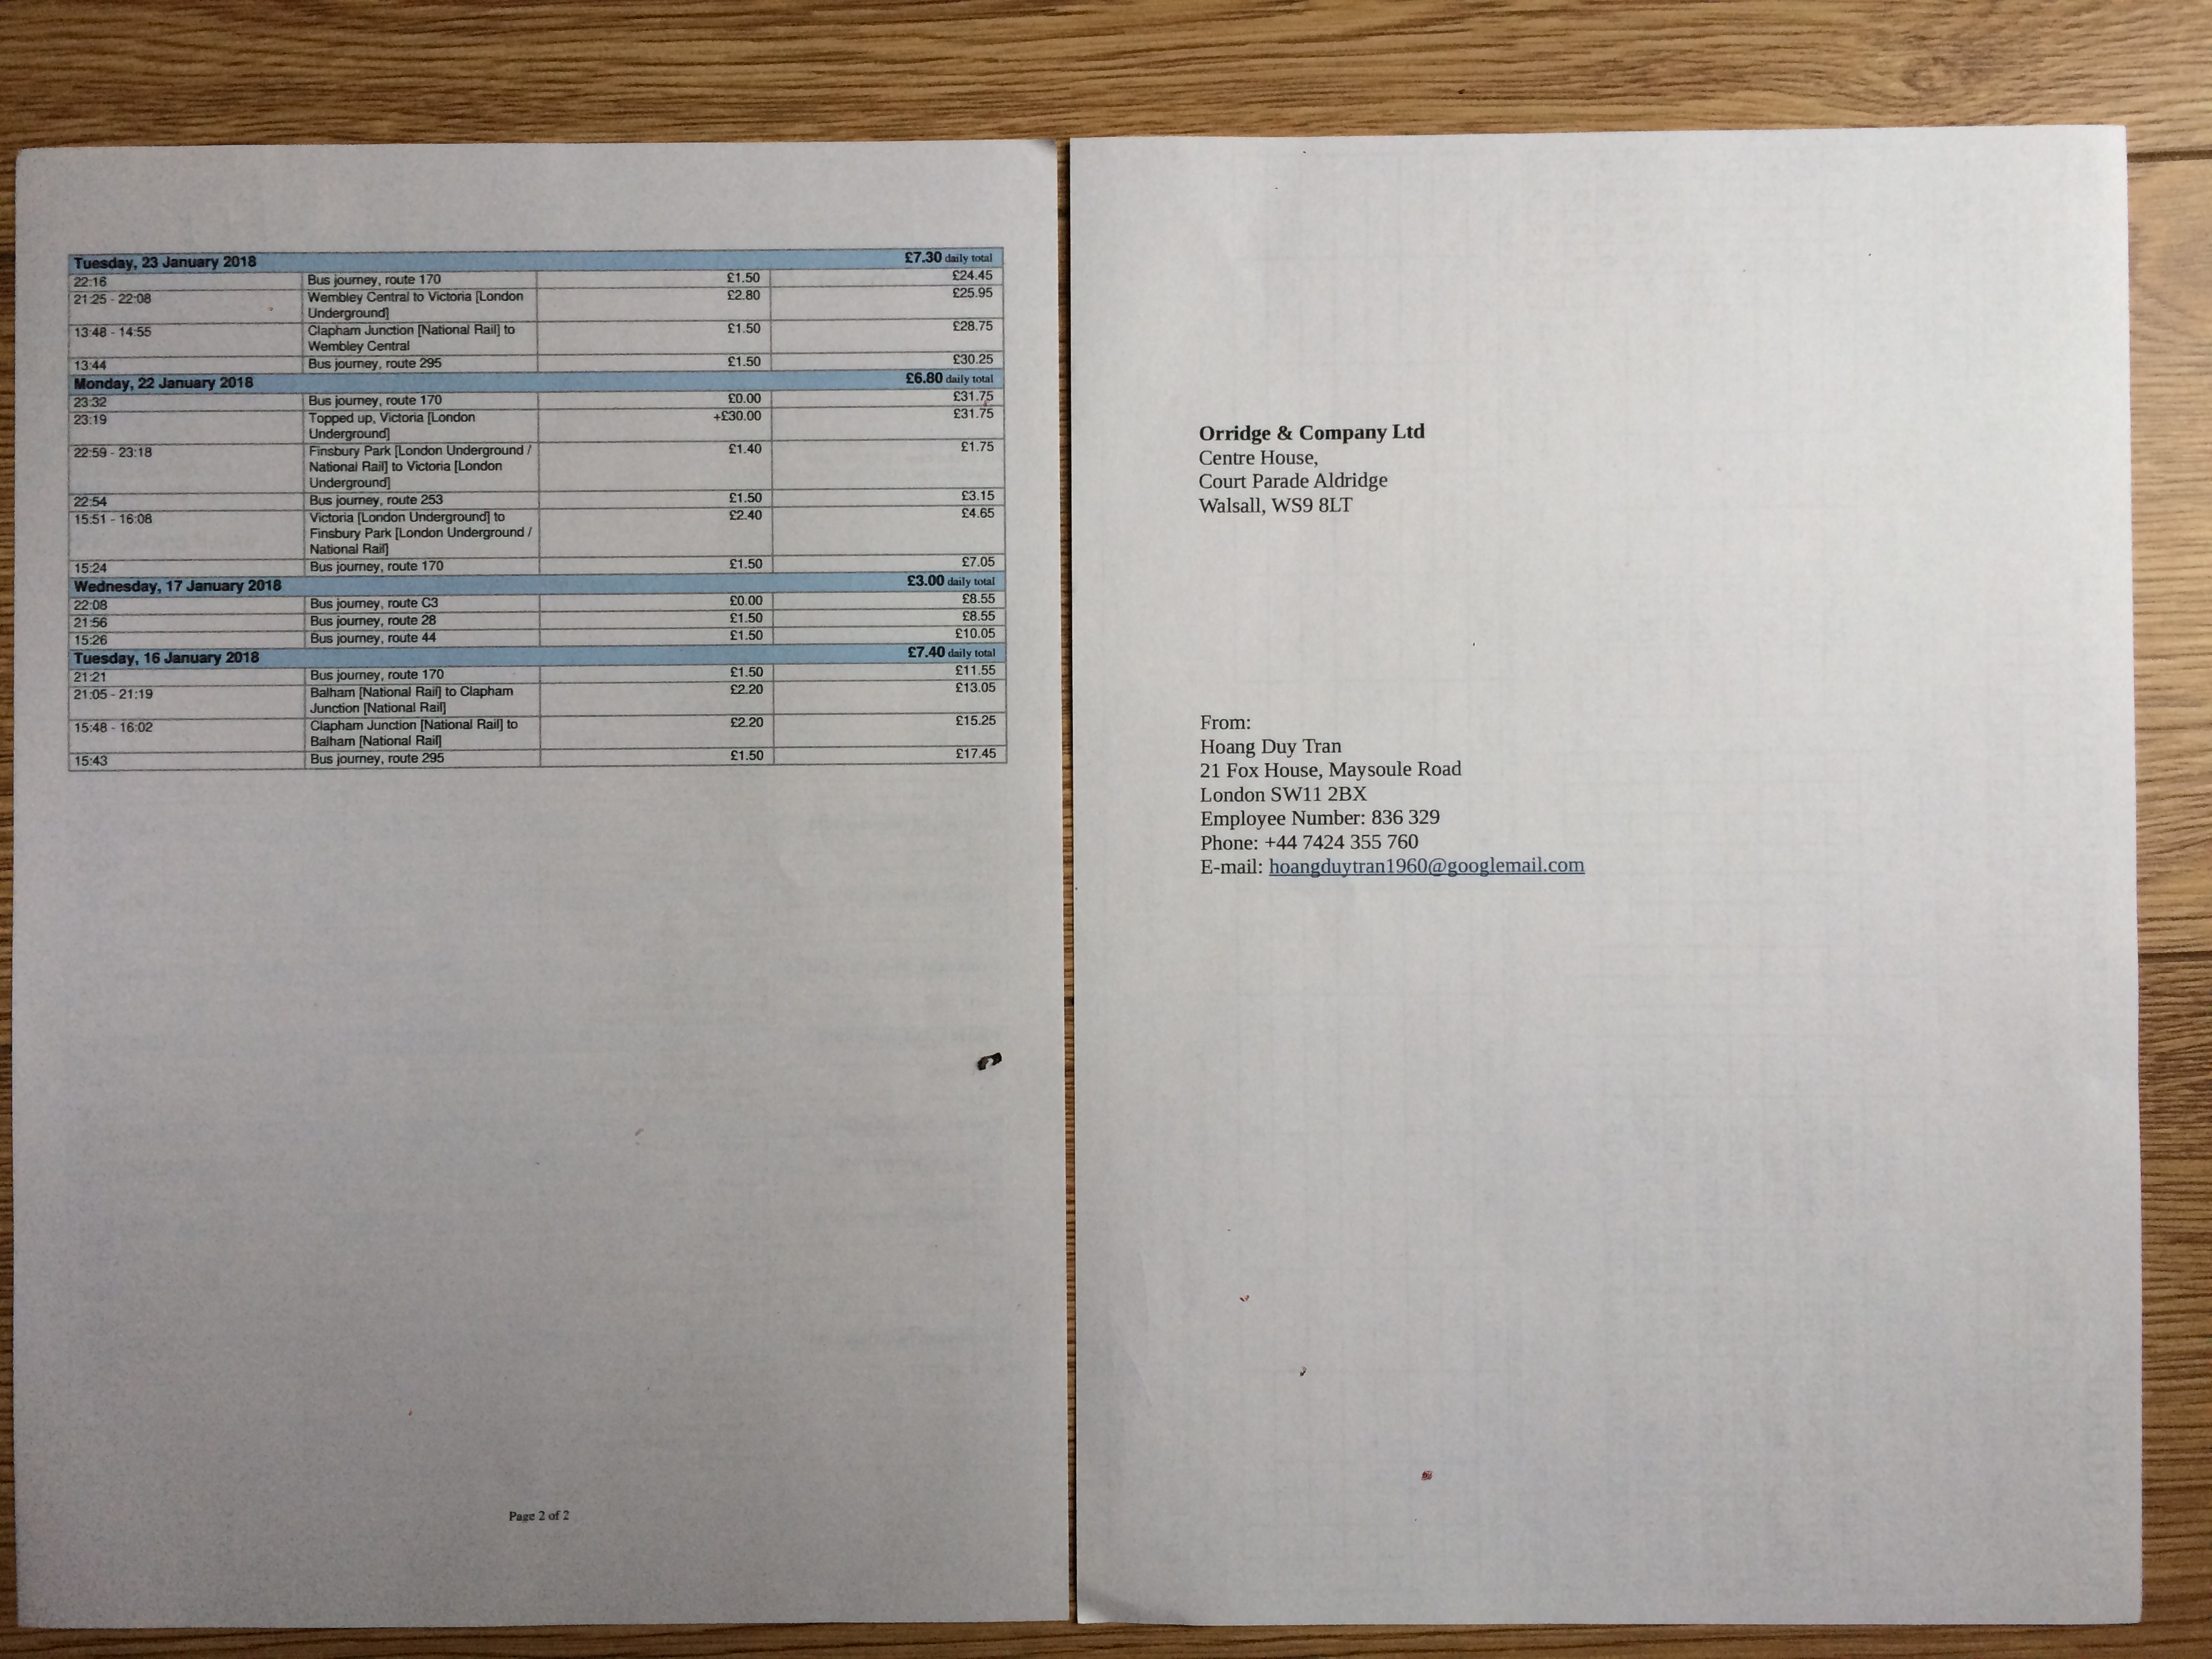 Tuesday, 23 January 2018 £7.30 daily total
22:16 Bus journey, route 170 £1.50 £24.45
21:25 - 22:08 Wembley Central to Victoria [London £2.80 £25.95
Underground]
13:48 - 14:55 Clapham Junction [National Rail] to £1.50 £28.75
Wembley Central
13:44 Bus journey, route 295 £1.50 £30.25
Monday, 22 January 2018 £6.80 daily total
23:32 Bus journey, route 170 £0.00 £31.75
23:19 Topped up, Victoria [London +£30.00 £31.75
Underground]
22:59 - 23:18 Finsbury Park [London Underground / £1.40 £1.75
National Rail] to Victoria [London
Underground]
22:54 Bus journey, route 253 £1.50 £3.15
15:51 - 16:08 Victoria [London Underground] to £2.40 £4.65
Finsbury Park [London Underground /
National Rail]
15:24 Bus journey, route 170 £1.50 £7.05
Wednesday, 17 January 2018 £3.00 daily total
22:08 Bus journey, route C3 £0.00 £8.55
21:56 Bus journey, route 28 £1.50 £8.55
15:26 Bus journey, route 44 £1.50 £10.05
Tuesday, 16 January 2018 £7.40 daily total
21:21 Bus journey, route 170 £1.50 £11.55
21:05 - 21:19 Balham [National Rail] to Clapham £2.20 £13.05
Junction [National Rail]
15:48 - 16:02 Clapham Junction [National Rail] to £2.20 £15.25
Balham [National Rail]
15:43 Bus journey, route 295 £1.50 £17.45
Page 2 of 2
Orridge & Company Ltd
Centre House,
Court Parade Aldridge
Walsall, WS9 8LT
From:
Hoang Duy Tran
21 Fox House, Maysoule Road
London SW11 2BX
Employee Number: 836 329
Phone: +44 7424 355 760
E-mail: hoangduytran1960@googlemail.com